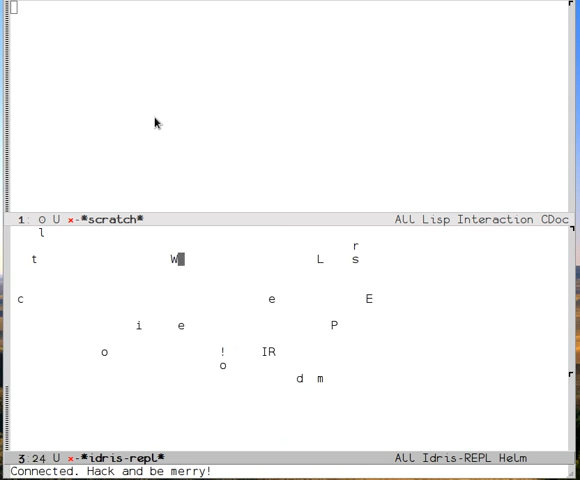 1: O U x-*scratch* ALL Lisp Interaction CDoc
l
r
t W L s
c e E
i e P
o ! IR
o
d m
3:24 U x-*idris-repl* ALL Idris-REPL Helm
Connected. Hack and be merry!